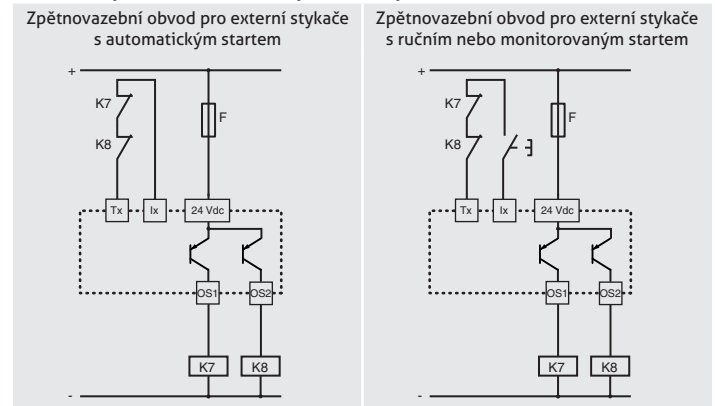 Zpětnovazební obvod pro externí stykače
s automatickým startem
+
K7
K8
F
Tx
Ix
24 Vdc
OS1
OS2
K7
K8
-
Zpětnovazební obvod pro externí stykače
s ručním nebo monitorovaným startem
+
K7
K8
F
Tx
Ix
24 Vdc
OS1
OS2
K7
K8
-